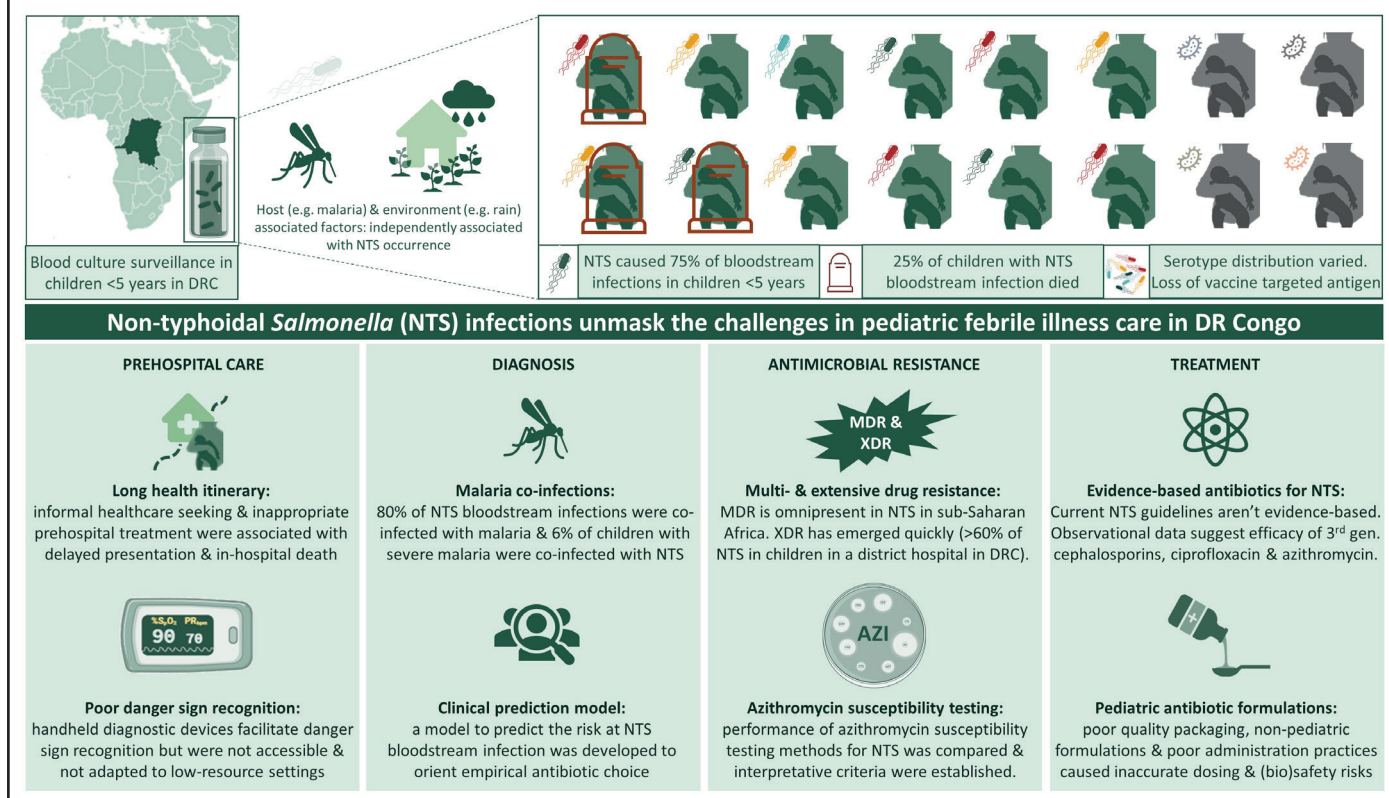 Host (e.g. malaria) & environment (e.g. rain)
associated factors: independently associated
with NTS occurrence
Blood culture surveillance in
children <5 years in DRC
NTS caused 75% of bloodstream
infections in children <5 years
25% of children with NTS
bloodstream infection died
Serotype distribution varied.
Loss of vaccine targeted antigen
Non-typhoidal Salmonella (NTS) infections unmask the challenges in pediatric febrile illness care in DR Congo
PREHOSPITAL CARE
Long health itinerary:
informal healthcare seeking & inappropriate
prehospital treatment were associated with
delayed presentation & in-hospital death
%SpO₂ PRbpm
90 70
Poor danger sign recognition:
handheld diagnostic devices facilitate danger
sign recognition but were not accessible &
not adapted to low-resource settings
DIAGNOSIS
Malaria co-infections:
80% of NTS bloodstream infections were co-
infected with malaria & 6% of children with
severe malaria were co-infected with NTS
Clinical prediction model:
a model to predict the risk at NTS
bloodstream infection was developed to
orient empirical antibiotic choice
ANTIMICROBIAL RESISTANCE
MDR &
XDR
Multi- & extensive drug resistance:
MDR is omnipresent in NTS in sub-Saharan
Africa. XDR has emerged quickly (>60% of
NTS in children in a district hospital in DRC).
AZI
Azithromycin susceptibility testing:
performance of azithromycin susceptibility
testing methods for NTS was compared &
interpretative criteria were established.
TREATMENT
Evidence-based antibiotics for NTS:
Current NTS guidelines aren't evidence-based.
Observational data suggest efficacy of 3rd gen.
cephalosporins, ciprofloxacin & azithromycin.
Pediatric antibiotic formulations:
poor quality packaging, non-pediatric
formulations & poor administration practices
caused inaccurate dosing & (bio)safety risks